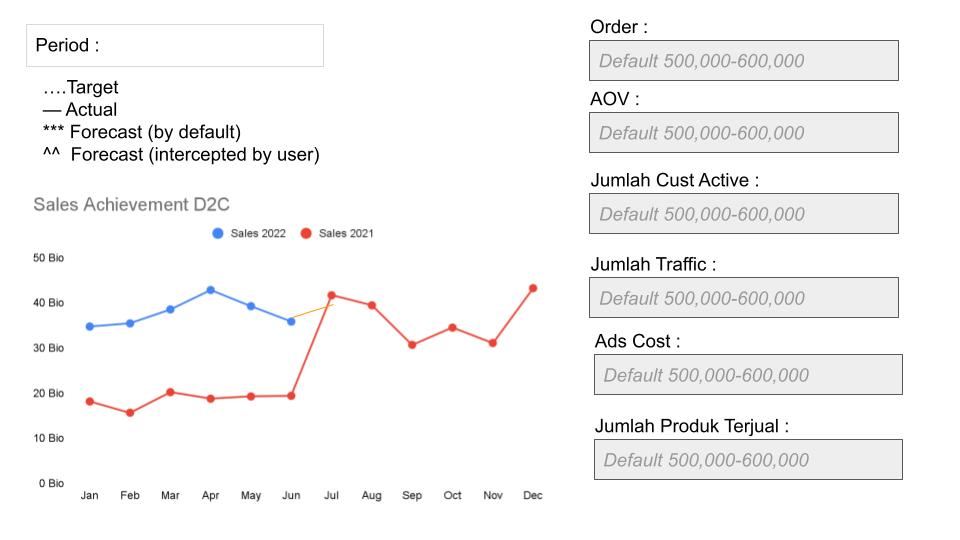 Period :
....Target
— Actual
*** Forecast (by default)
^^ Forecast (intercepted by user)
Sales Achievement D2C
Sales 2022
Sales 2021
50 Bio
40 Bio
30 Bio
20 Bio
10 Bio
0 Bio
Jan Feb Mar Apr May Jun Jul Aug Sep Oct Nov Dec
Order :
Default 500,000-600,000
AOV :
Default 500,000-600,000
Jumlah Cust Active :
Default 500,000-600,000
Jumlah Traffic :
Default 500,000-600,000
Ads Cost :
Default 500,000-600,000
Jumlah Produk Terjual :
Default 500,000-600,000